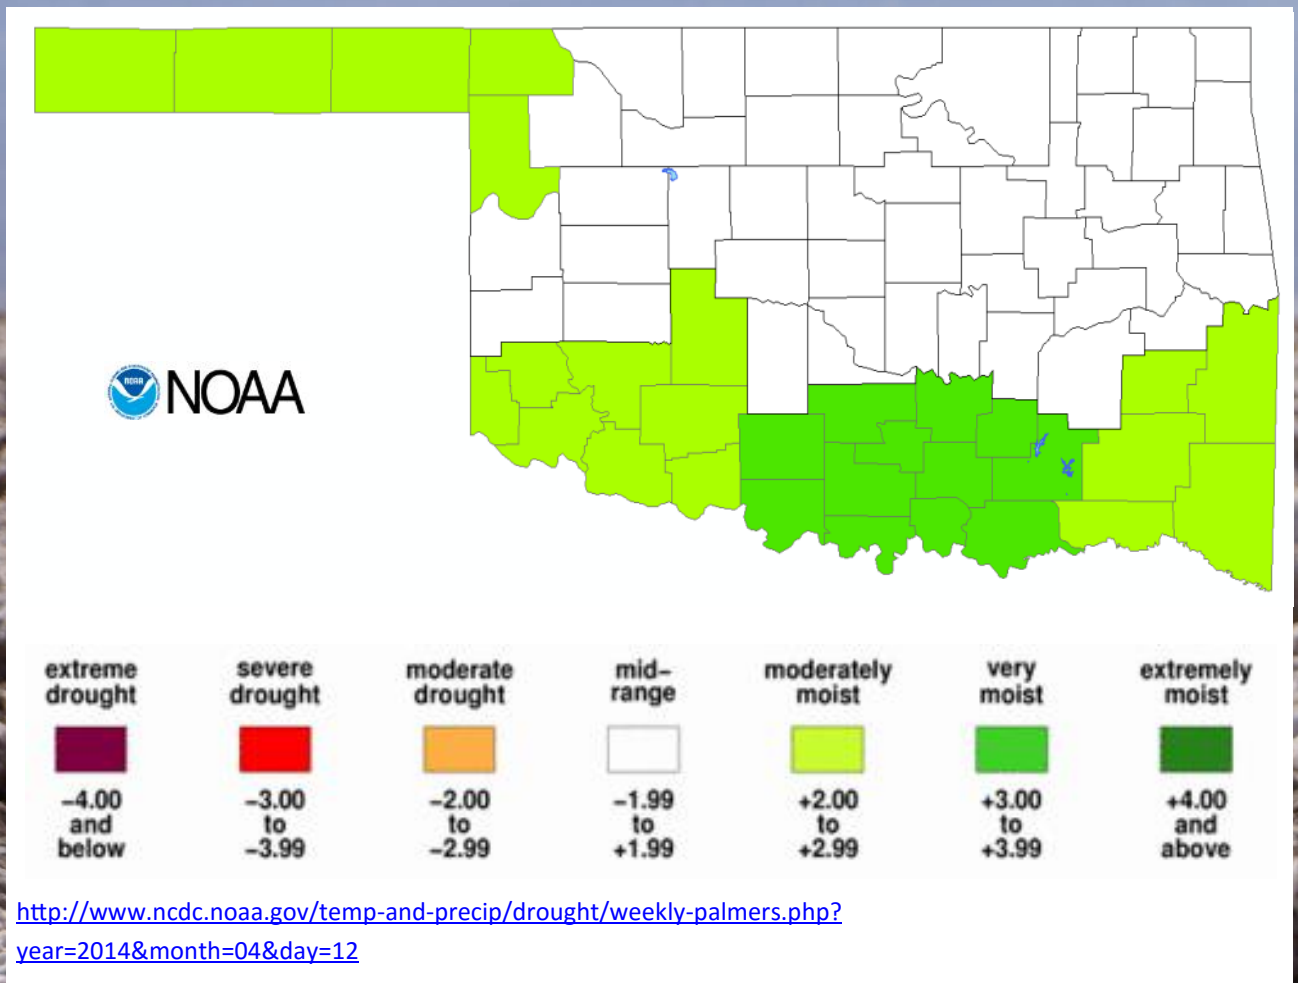 NOAA
NOAA
extreme drought
severe drought
moderate drought
mid-range
moderately moist
very moist
extremely moist
−4.00 and below
−3.00 to −3.99
−2.00 to −2.99
−1.99 to +1.99
+2.00 to +2.99
+3.00 to +3.99
+4.00 and above
http://www.ncdc.noaa.gov/temp-and-precip/drought/weekly-palmers.php?
year=2014&month=04&day=12